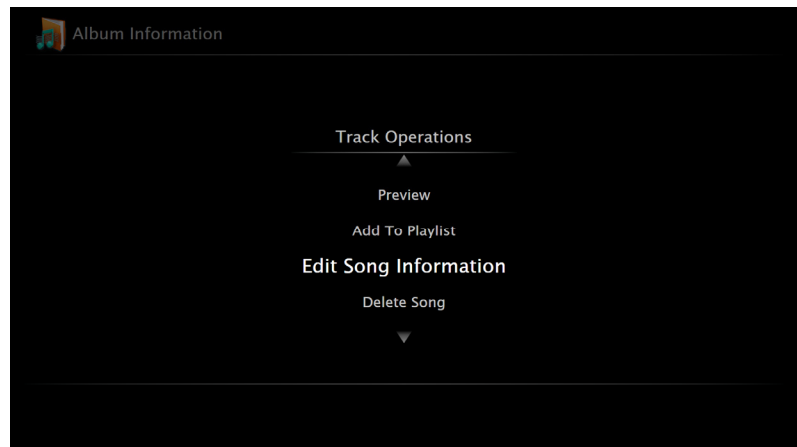 Album Information
Track Operations
Preview
Add To Playlist
Edit Song Information
Delete Song